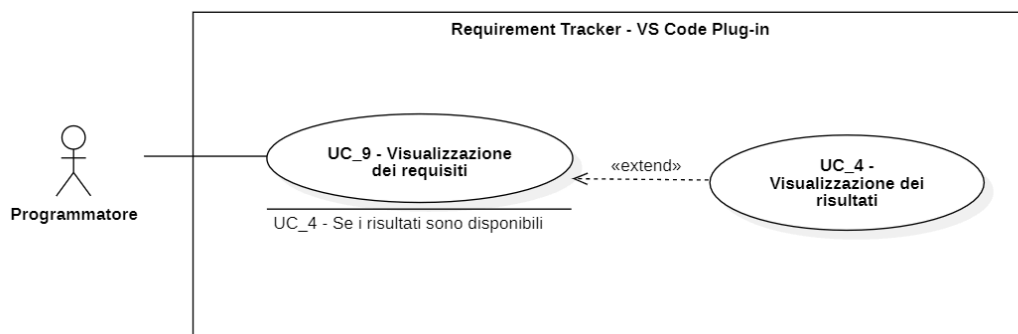 Requirement Tracker - VS Code Plug-in
Programmatore
UC_9 - Visualizzazione
dei requisiti
UC_4 - Se i risultati sono disponibili
«extend»
UC_4 -
Visualizzazione dei
risultati